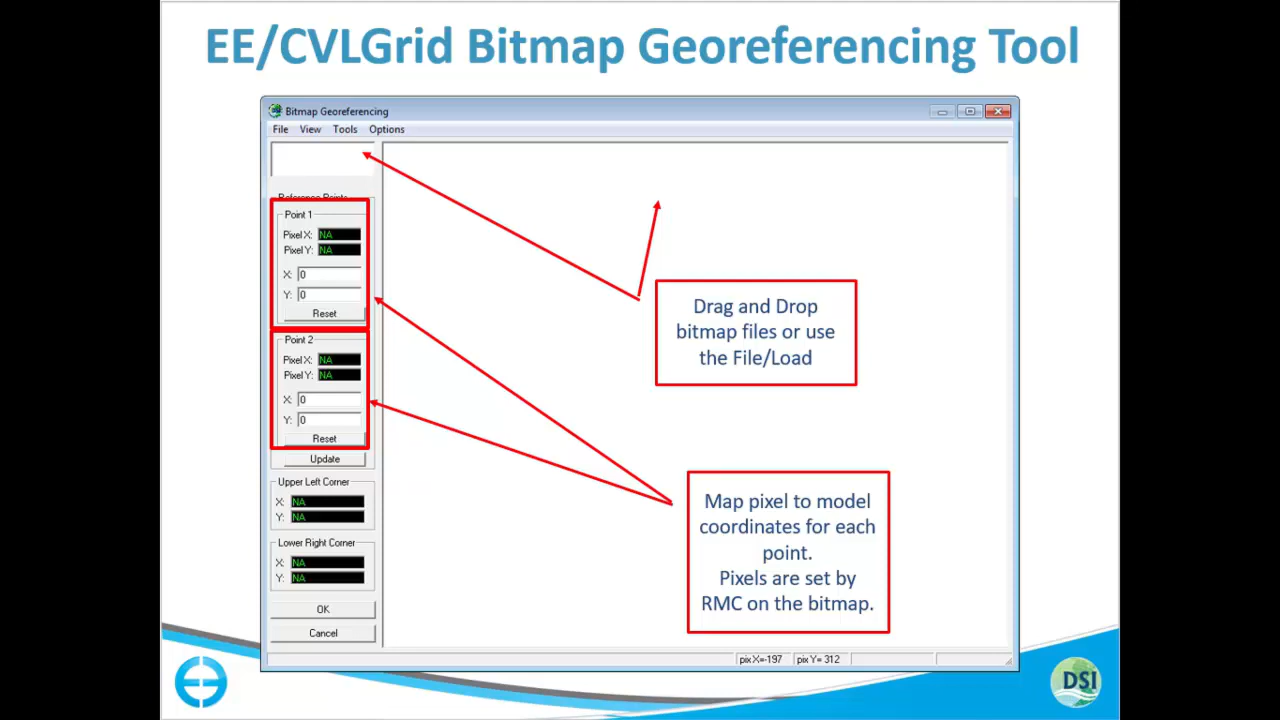 EE/CVLGrid Bitmap Georeferencing Tool
Bitmap Georeferencing
File View Tools Options
Reference Points
Point 1
Pixel X: NA
Pixel Y: NA
X: 0
Y: 0
Reset
Point 2
Pixel X: NA
Pixel Y: NA
X: 0
Y: 0
Reset
Update
Upper Left Corner
X: NA
Y: NA
Lower Right Corner
X: NA
Y: NA
OK
Cancel
Drag and Drop
bitmap files or use
the File/Load
Map pixel to model
coordinates for each
point.
Pixels are set by
RMC on the bitmap.
pix X=-197 pix Y= 312
DSI